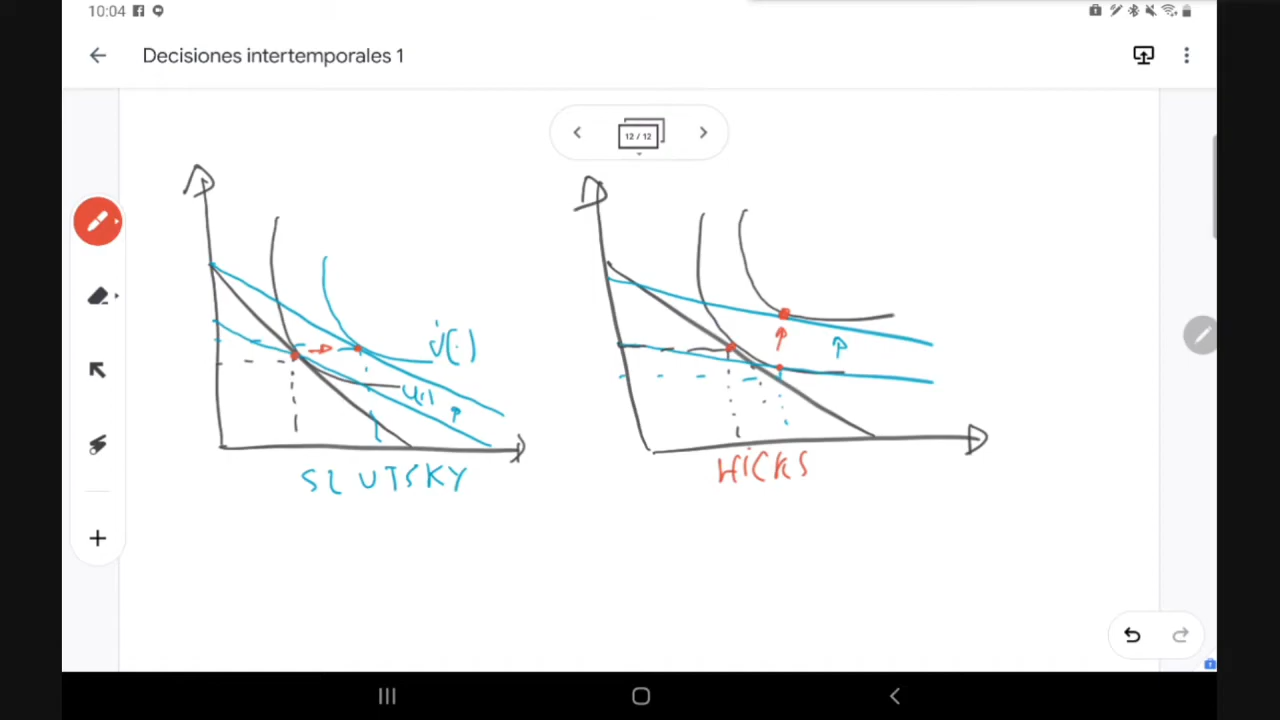 10:04
Decisiones intertemporales 1
12 / 12
U(·)
U(·)
SLUTSKY
HICKS